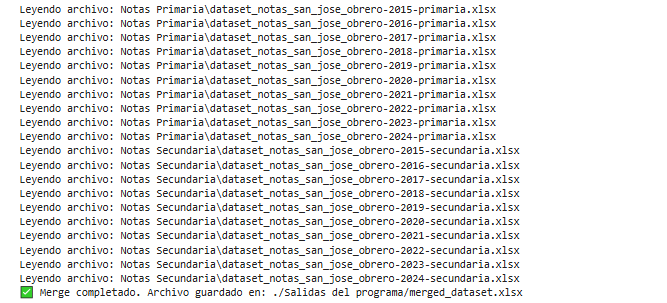 Leyendo archivo: Notas Primaria\dataset_notas_san_jose_obrero-2015-primaria.xlsx
Leyendo archivo: Notas Primaria\dataset_notas_san_jose_obrero-2016-primaria.xlsx
Leyendo archivo: Notas Primaria\dataset_notas_san_jose_obrero-2017-primaria.xlsx
Leyendo archivo: Notas Primaria\dataset_notas_san_jose_obrero-2018-primaria.xlsx
Leyendo archivo: Notas Primaria\dataset_notas_san_jose_obrero-2019-primaria.xlsx
Leyendo archivo: Notas Primaria\dataset_notas_san_jose_obrero-2020-primaria.xlsx
Leyendo archivo: Notas Primaria\dataset_notas_san_jose_obrero-2021-primaria.xlsx
Leyendo archivo: Notas Primaria\dataset_notas_san_jose_obrero-2022-primaria.xlsx
Leyendo archivo: Notas Primaria\dataset_notas_san_jose_obrero-2023-primaria.xlsx
Leyendo archivo: Notas Primaria\dataset_notas_san_jose_obrero-2024-primaria.xlsx
Leyendo archivo: Notas Secundaria\dataset_notas_san_jose_obrero-2015-secundaria.xlsx
Leyendo archivo: Notas Secundaria\dataset_notas_san_jose_obrero-2016-secundaria.xlsx
Leyendo archivo: Notas Secundaria\dataset_notas_san_jose_obrero-2017-secundaria.xlsx
Leyendo archivo: Notas Secundaria\dataset_notas_san_jose_obrero-2018-secundaria.xlsx
Leyendo archivo: Notas Secundaria\dataset_notas_san_jose_obrero-2019-secundaria.xlsx
Leyendo archivo: Notas Secundaria\dataset_notas_san_jose_obrero-2020-secundaria.xlsx
Leyendo archivo: Notas Secundaria\dataset_notas_san_jose_obrero-2021-secundaria.xlsx
Leyendo archivo: Notas Secundaria\dataset_notas_san_jose_obrero-2022-secundaria.xlsx
Leyendo archivo: Notas Secundaria\dataset_notas_san_jose_obrero-2023-secundaria.xlsx
Leyendo archivo: Notas Secundaria\dataset_notas_san_jose_obrero-2024-secundaria.xlsx
✅ Merge completado. Archivo guardado en: ./Salidas del programa/merged_dataset.xlsx